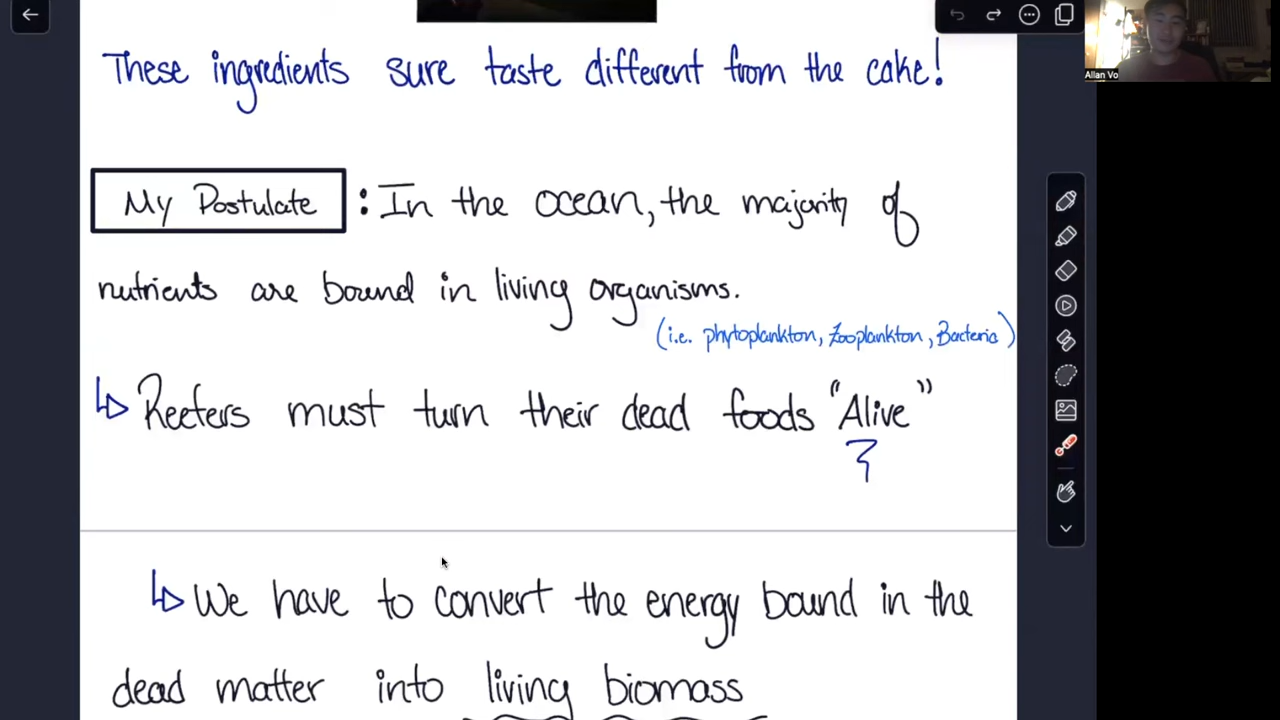 Allan Vo
These ingredients sure taste different from the cake!
My Postulate : In the ocean, the majority of
nutrients are bound in living organisms.
(i.e. phytoplankton, Zooplankton, Bacteria)
↳ Reefers must turn their dead foods "Alive"
↳ We have to convert the energy bound in the
dead matter into living biomass